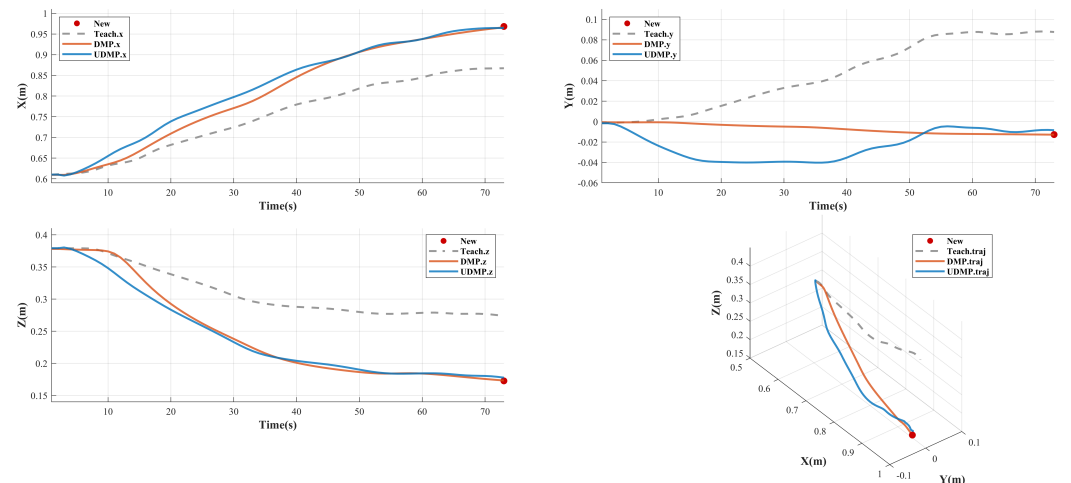 1
0.95
0.9
0.85
0.8
0.75
0.7
0.65
0.6
X(m)
New
Teach.x
DMP.x
UDMP.x
10 20 30 40 50 60 70
Time(s)
0.1
0.08
0.06
0.04
0.02
0
-0.02
-0.04
-0.06
Y(m)
New
Teach.y
DMP.y
UDMP.y
10 20 30 40 50 60 70
Time(s)
0.4
0.35
0.3
0.25
0.2
0.15
Z(m)
New
Teach.z
DMP.z
UDMP.z
10 20 30 40 50 60 70
Time(s)
New
Teach.traj
DMP.traj
UDMP.traj
0.4
0.35
0.3
0.25
0.2
0.15
Z(m)
0.5
0.6
0.7
0.8
0.9
1
X(m)
-0.1
0
0.1
Y(m)